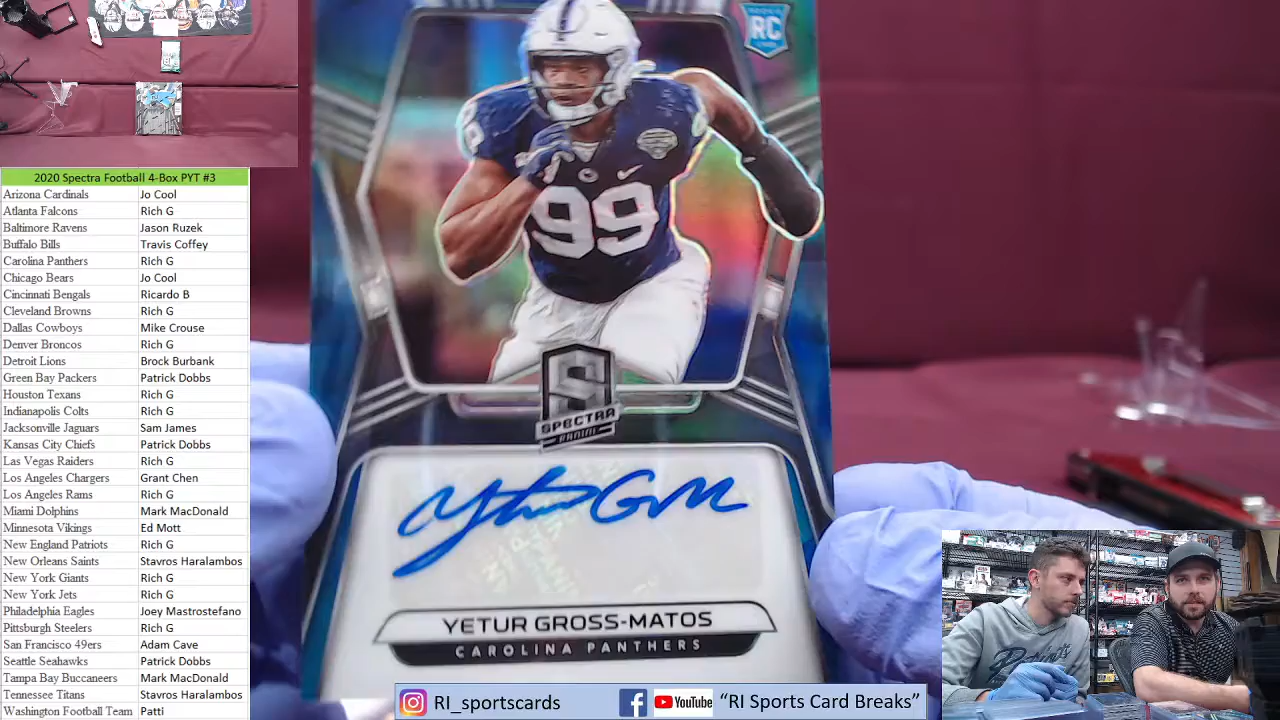 2020 Spectra Football 4-Box PYT #3
Arizona Cardinals Jo Cool
Atlanta Falcons Rich G
Baltimore Ravens Jason Ruzek
Buffalo Bills Travis Coffey
Carolina Panthers Rich G
Chicago Bears Jo Cool
Cincinnati Bengals Ricardo B
Cleveland Browns Rich G
Dallas Cowboys Mike Crouse
Denver Broncos Rich G
Detroit Lions Brock Burbank
Green Bay Packers Patrick Dobbs
Houston Texans Rich G
Indianapolis Colts Rich G
Jacksonville Jaguars Sam James
Kansas City Chiefs Patrick Dobbs
Las Vegas Raiders Rich G
Los Angeles Chargers Grant Chen
Los Angeles Rams Rich G
Miami Dolphins Mark MacDonald
Minnesota Vikings Ed Mott
New England Patriots Rich G
New Orleans Saints Stavros Haralambos
New York Giants Rich G
New York Jets Rich G
Philadelphia Eagles Joey Mastrostefano
Pittsburgh Steelers Rich G
San Francisco 49ers Adam Cave
Seattle Seahawks Patrick Dobbs
Tampa Bay Buccaneers Mark MacDonald
Tennessee Titans Stavros Haralambos
Washington Football Team Patti
RC
99
S
SPECTRA
PANINI
YETUR GROSS-MATOS
CAROLINA PANTHERS
RI_sportscards
YouTube "RI Sports Card Breaks"